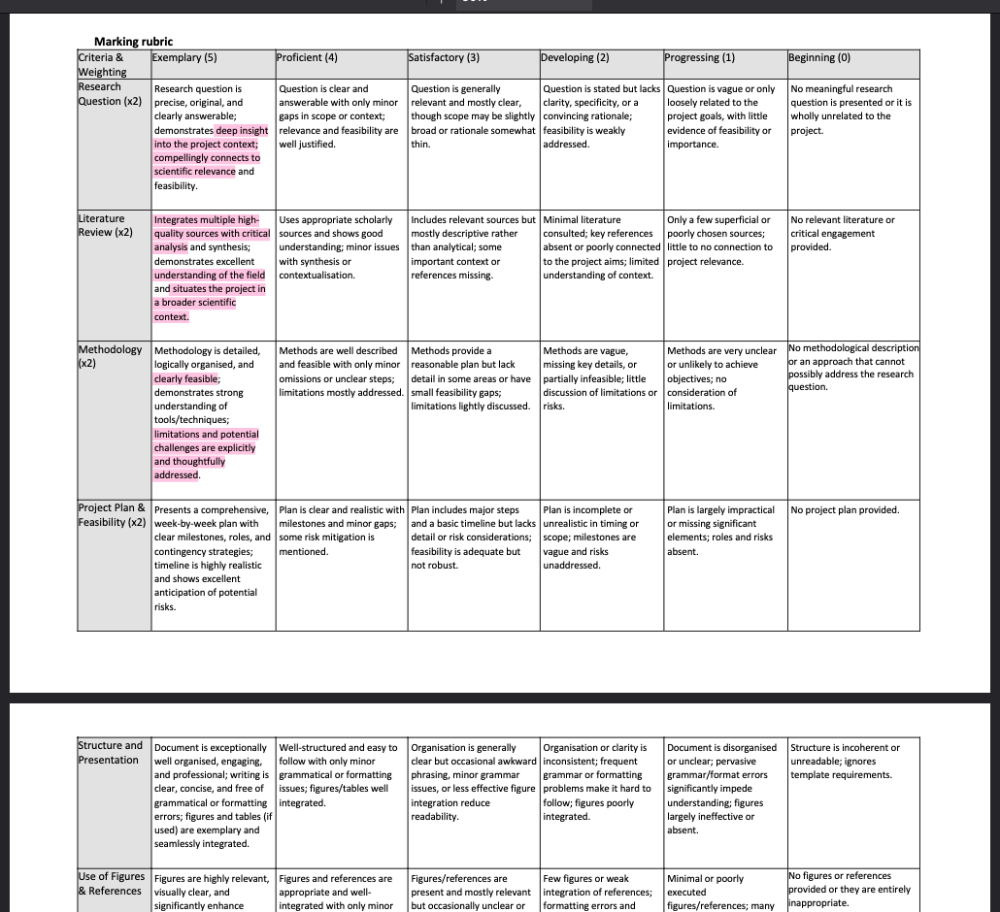 Marking rubric
Criteria & Weighting
Exemplary (5)
Proficient (4)
Satisfactory (3)
Developing (2)
Progressing (1)
Beginning (0)
Research
Question (x2)
Research question is
precise, original, and
clearly answerable;
demonstrates deep insight
into the project context;
compellingly connects to
scientific relevance and
feasibility.
Question is clear and
answerable with only minor
gaps in scope or context;
relevance and feasibility are
well justified.
Question is generally
relevant and mostly clear,
though scope may be slightly
broad or rationale somewhat
thin.
Question is stated but lacks
clarity, specificity, or a
convincing rationale;
feasibility is weakly
addressed.
Question is vague or only
loosely related to the
project goals, with little
evidence of feasibility or
importance.
No meaningful research
question is presented or it is
wholly unrelated to the
project.
Literature
Review (x2)
Integrates multiple high-
quality sources with critical
analysis and synthesis;
demonstrates excellent
understanding of the field
and situates the project in
a broader scientific
context.
Uses appropriate scholarly
sources and shows good
understanding; minor issues
with synthesis or
contextualisation.
Includes relevant sources but
mostly descriptive rather
than analytical; some
important context or
references missing.
Minimal literature
consulted; key references
absent or poorly connected
to the project aims; limited
understanding of context.
Only a few superficial or
poorly chosen sources;
little to no connection to
project relevance.
No relevant literature or
critical engagement
provided.
Methodology
(x2)
Methodology is detailed,
logically organised, and
clearly feasible;
demonstrates strong
understanding of
tools/techniques;
limitations and potential
challenges are explicitly
and thoughtfully
addressed.
Methods are well described
and feasible with only minor
omissions or unclear steps;
limitations mostly addressed.
Methods provide a
reasonable plan but lack
detail in some areas or have
small feasibility gaps;
limitations lightly discussed.
Methods are vague,
missing key details, or
partially infeasible; little
discussion of limitations or
risks.
Methods are very unclear
or unlikely to achieve
objectives; no
consideration of
limitations.
No methodological description
or an approach that cannot
possibly address the research
question.
Project Plan &
Feasibility (x2)
Presents a comprehensive,
week-by-week plan with
clear milestones, roles, and
contingency strategies;
timeline is highly realistic
and shows excellent
anticipation of potential
risks.
Plan is clear and realistic with
milestones and minor gaps;
some risk mitigation is
mentioned.
Plan includes major steps
and a basic timeline but lacks
detail or risk considerations;
feasibility is adequate but
not robust.
Plan is incomplete or
unrealistic in timing or
scope; milestones are
vague and risks
unaddressed.
Plan is largely impractical
or missing significant
elements; roles and risks
absent.
No project plan provided.
Structure and
Presentation
Document is exceptionally
well organised, engaging,
and professional; writing is
clear, concise, and free of
grammatical or formatting
errors; figures and tables (if
used) are exemplary and
seamlessly integrated.
Well-structured and easy to
follow with only minor
grammatical or formatting
issues; figures/tables well
integrated.
Organisation is generally
clear but occasional awkward
phrasing, minor grammar
issues, or less effective figure
integration reduce
readability.
Organisation or clarity is
inconsistent; frequent
grammar or formatting
problems make it hard to
follow; figures poorly
integrated.
Document is disorganised
or unclear; pervasive
grammar/format errors
significantly impede
understanding; figures
largely ineffective or
absent.
Structure is incoherent or
unreadable; ignores
template requirements.
Use of Figures
& References
Figures are highly relevant,
visually clear, and
significantly enhance
Figures and references are
appropriate and well-
integrated with only minor
Figures/references are
present and mostly relevant
but occasionally unclear or
Few figures or weak
integration of references;
formatting errors and
Minimal or poorly
executed
figures/references; many
No figures or references
provided or they are entirely
inappropriate.